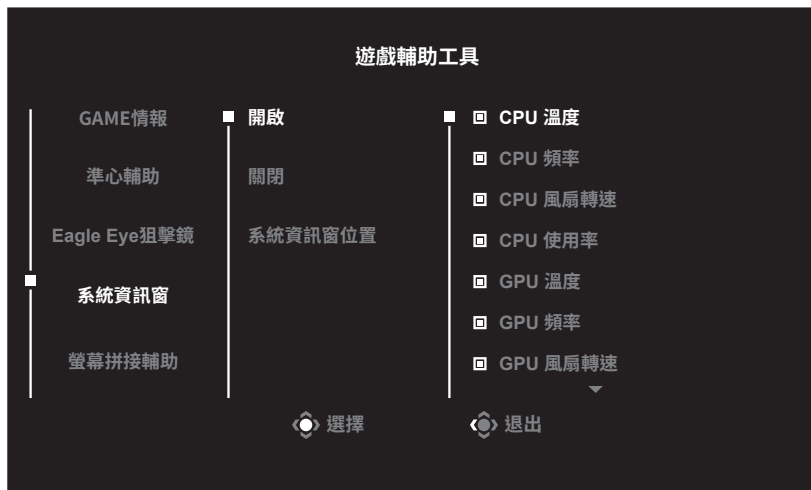 遊戲輔助工具
GAME情報
準心輔助
Eagle Eye狙擊鏡
系統資訊窗
螢幕拼接輔助
開啟
關閉
系統資訊窗位置
CPU 溫度
CPU 頻率
CPU 風扇轉速
CPU 使用率
GPU 溫度
GPU 頻率
GPU 風扇轉速
選擇
退出